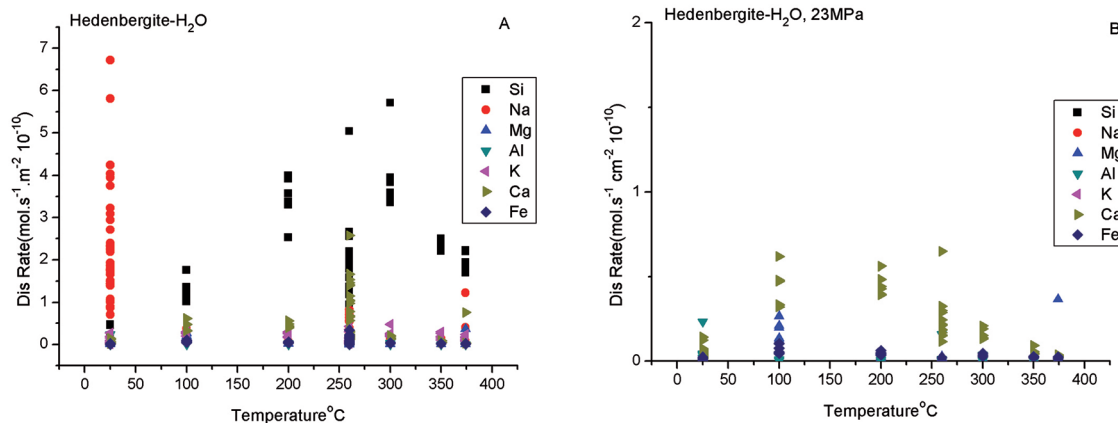 Hedenbergite-H₂O
A
7
6
5
4
3
2
1
0
Dis Rate(mol.s⁻¹.m⁻² 10⁻¹⁰)
Si
Na
Mg
Al
K
Ca
Fe
0 50 100 150 200 250 300 350 400
Temperature°C
Hedenbergite-H₂O, 23MPa
B
2
1
0
Dis Rate(mol.s⁻¹ cm⁻² 10⁻¹⁰)
Si
Na
Mg
Al
K
Ca
Fe
0 50 100 150 200 250 300 350 400
Temperature°C